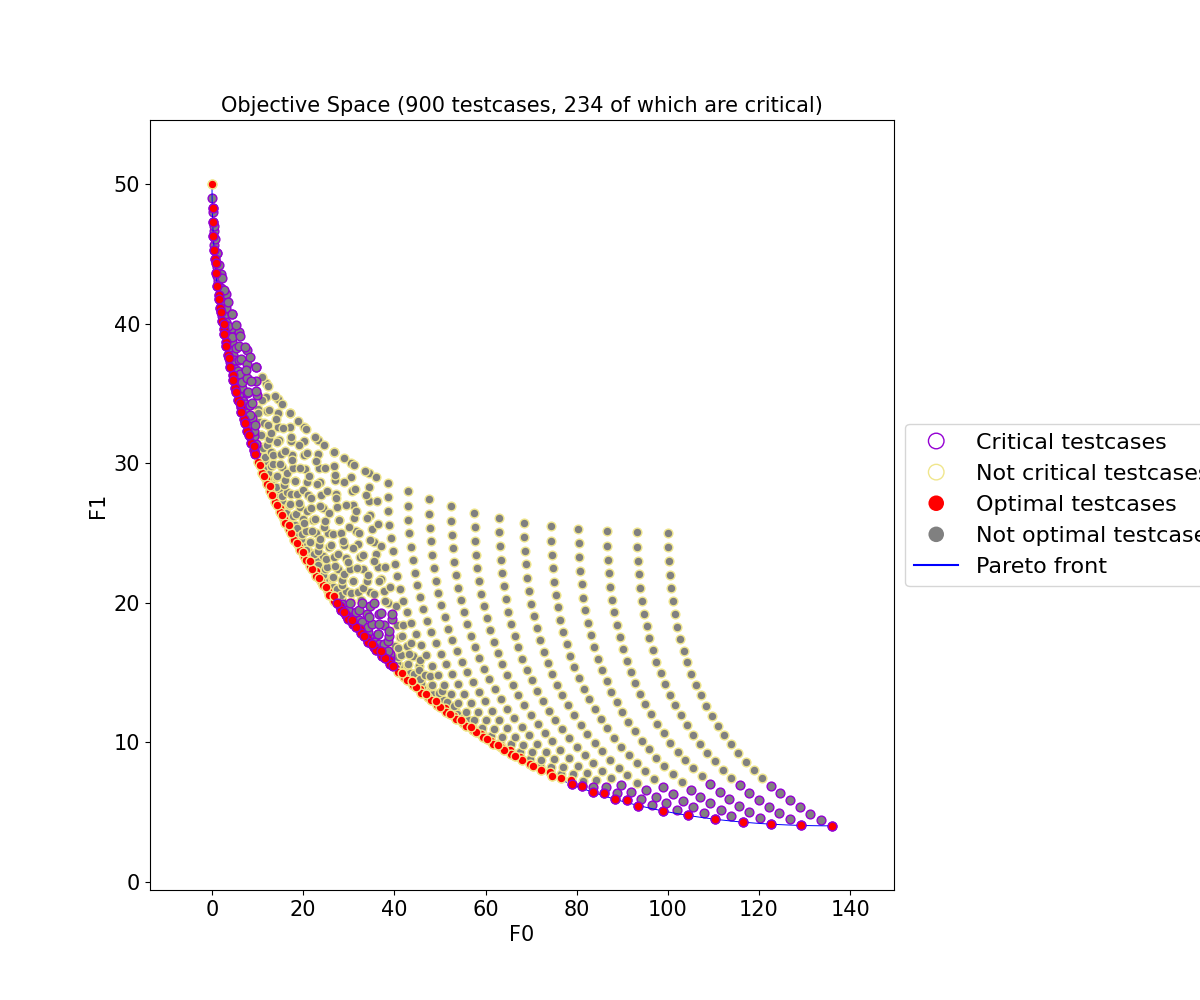 Objective Space (900 testcases, 234 of which are critical)
50
40
30
20
10
0
F1
0 20 40 60 80 100 120 140
F0
Critical testcases
Not critical testcases
Optimal testcases
Not optimal testcase
Pareto front